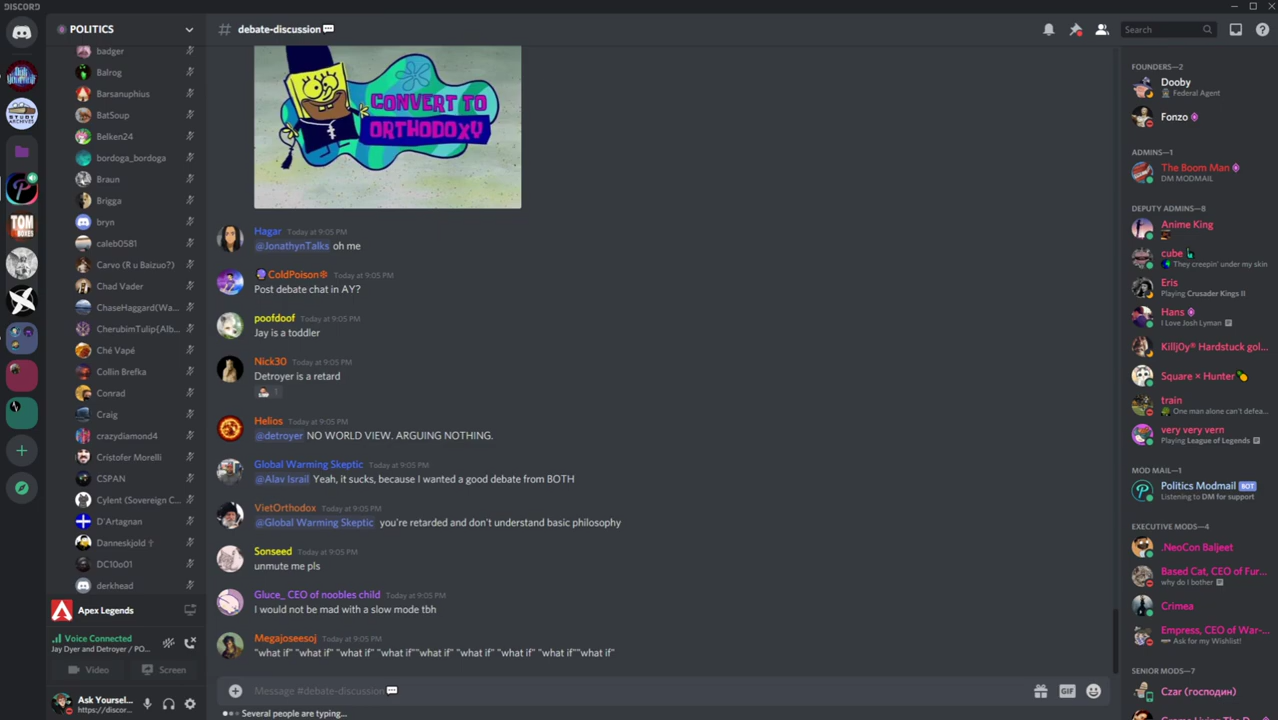 DISCORD
POLITICS
badger
Balrog
Barsanuphius
BatSoup
Belken24
bordoga_bordoga
Braun
Brigga
bryn
caleb0581
Carvo (R u Baizuo?)
Chad Vader
ChaseHaggard(Wa...
CherubimTulip{Alb...
Ché Vapé
Collin Brefka
Conrad
Craig
crazydiamond4
Cristofer Morelli
CSPAN
Cylent (Sovereign C...
D'Artagnan
Danneskjold †
DC10o01
derkhead
Apex Legends
Voice Connected
Jay Dyer and Detroyer / PO...
Video Screen
Ask Yoursel...
https://discor...
# debate-discussion💬
CONVERT TO
ORTHODOXY
Hagar Today at 9:05 PM
@JonathynTalks oh me
ColdPoison❄ Today at 9:05 PM
Post debate chat in AY?
poofdoof Today at 9:05 PM
Jay is a toddler
Nick30 Today at 9:05 PM
Detroyer is a retard
1
Helios Today at 9:05 PM
@detroyer NO WORLD VIEW. ARGUING NOTHING.
Global Warming Skeptic Today at 9:05 PM
@Alav Israil Yeah, it sucks, because I wanted a good debate from BOTH
VietOrthodox Today at 9:05 PM
@Global Warming Skeptic you're retarded and don't understand basic philosophy
Sonseed Today at 9:05 PM
unmute me pls
Gluce_ CEO of noobles child Today at 9:05 PM
I would not be mad with a slow mode tbh
Megajoseesoj Today at 9:05 PM
"what if" "what if" "what if" "what if""what if" "what if" "what if" "what if""what if"
Message #debate-discussion💬
GIF
Several people are typing...
Search
FOUNDERS—2
Dooby
Federal Agent
Fonzo
ADMINS—1
The Boom Man
DM MODMAIL
DEPUTY ADMINS—8
Anime King
cube
They creepin' under my skin
Eris
Playing Crusader Kings II
Hans
I Love Josh Lyman
Killj0y® Hardstuck gol...
Square × Hunter🍍
train
One man alone can't defea...
very very vern
Playing League of Legends
MOD MAIL—1
Politics Modmail BOT
Listening to DM for support
EXECUTIVE MODS—4
.NeoCon Baljeet
Based Cat, CEO of Fur...
why do I bother
Crimea
Empress, CEO of War-...
Ask for my Wishlist!
SENIOR MODS—7
Czar (господин)